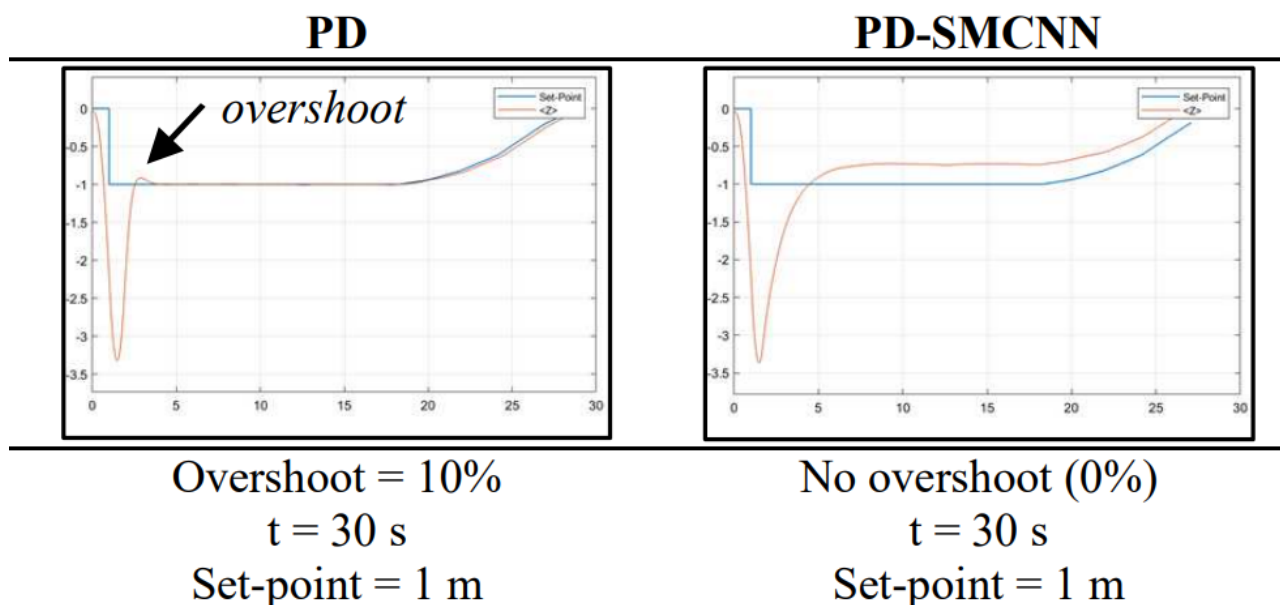 PD
PD-SMCNN
overshoot
Set-Point
<Z>
0
-0.5
-1
-1.5
-2
-2.5
-3
-3.5
0 5 10 15 20 25 30
Set-Point
<Z>
0
-0.5
-1
-1.5
-2
-2.5
-3
-3.5
0 5 10 15 20 25 30
Overshoot = 10%
t = 30 s
Set-point = 1 m
No overshoot (0%)
t = 30 s
Set-point = 1 m